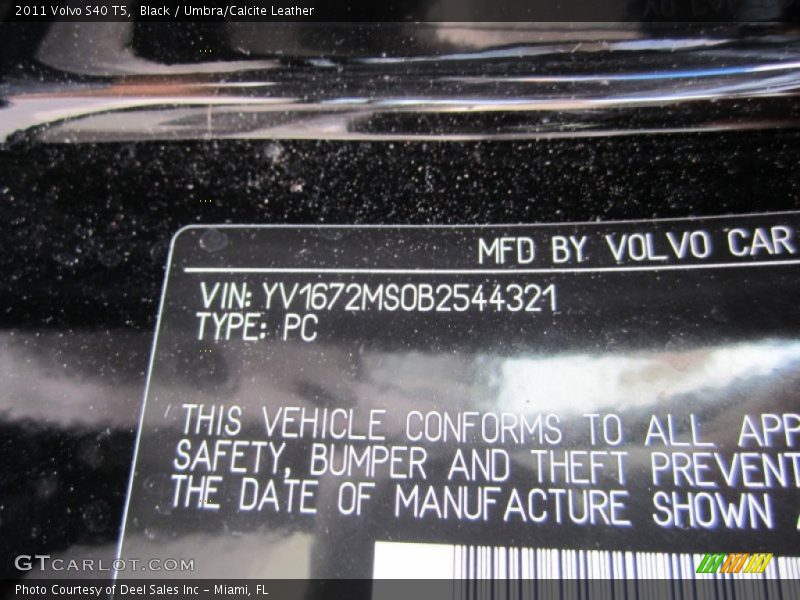 2011 Volvo S40 T5, Black / Umbra/Calcite Leather
MFD BY VOLVO CAR
VIN: YV1672MS0B2544321
TYPE: PC
THIS VEHICLE CONFORMS TO ALL APP
SAFETY, BUMPER AND THEFT PREVENT
THE DATE OF MANUFACTURE SHOWN
GTCARLOT.COM
Photo Courtesy of Deel Sales Inc - Miami, FL